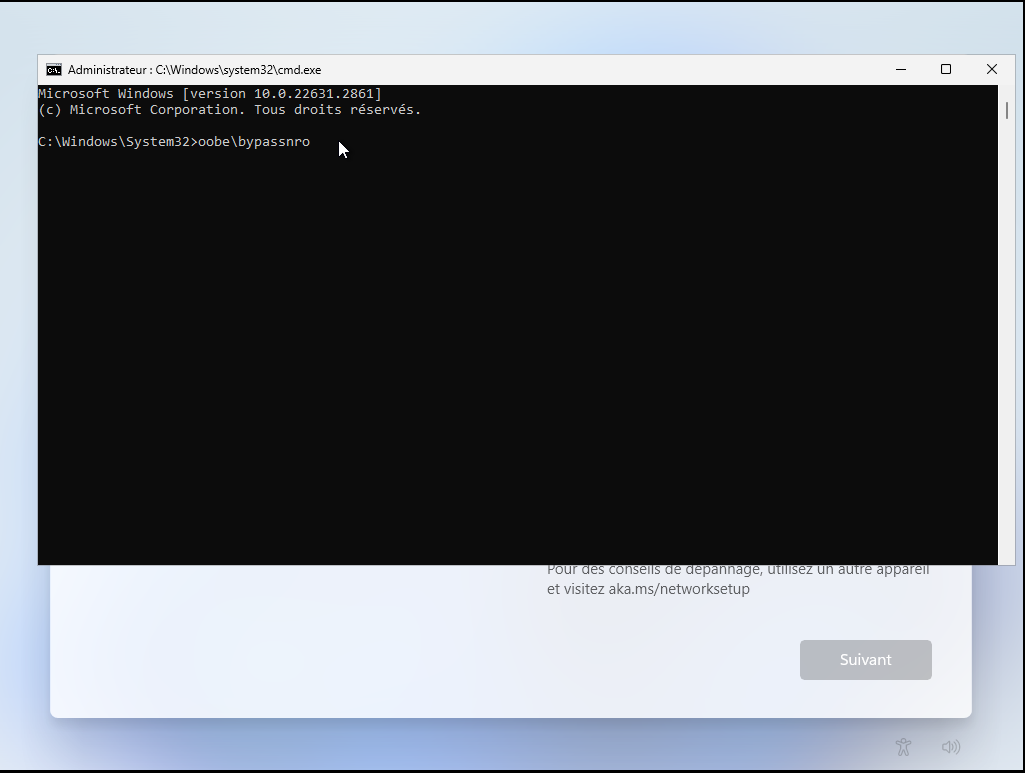 Administrateur : C:\Windows\system32\cmd.exe
Microsoft Windows [version 10.0.22631.2861]
(c) Microsoft Corporation. Tous droits réservés.
C:\Windows\System32>oobe\bypassnro
Pour des conseils de dépannage, utilisez un autre appareil
et visitez aka.ms/networksetup
Suivant